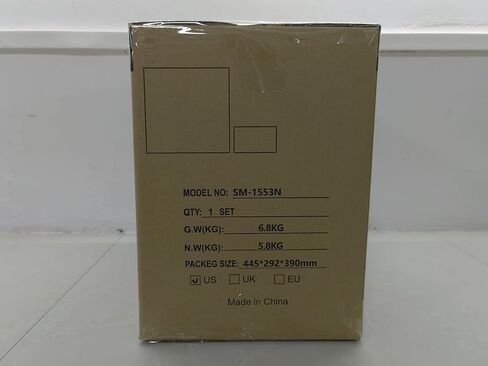 MODEL NO: SM-1553N
QTY: 1 SET
G.W(KG): 6.8KG
N.W(KG): 5.8KG
PACKEG SIZE: 445*292*390mm
☑ US ☐ UK ☐ EU
Made in China